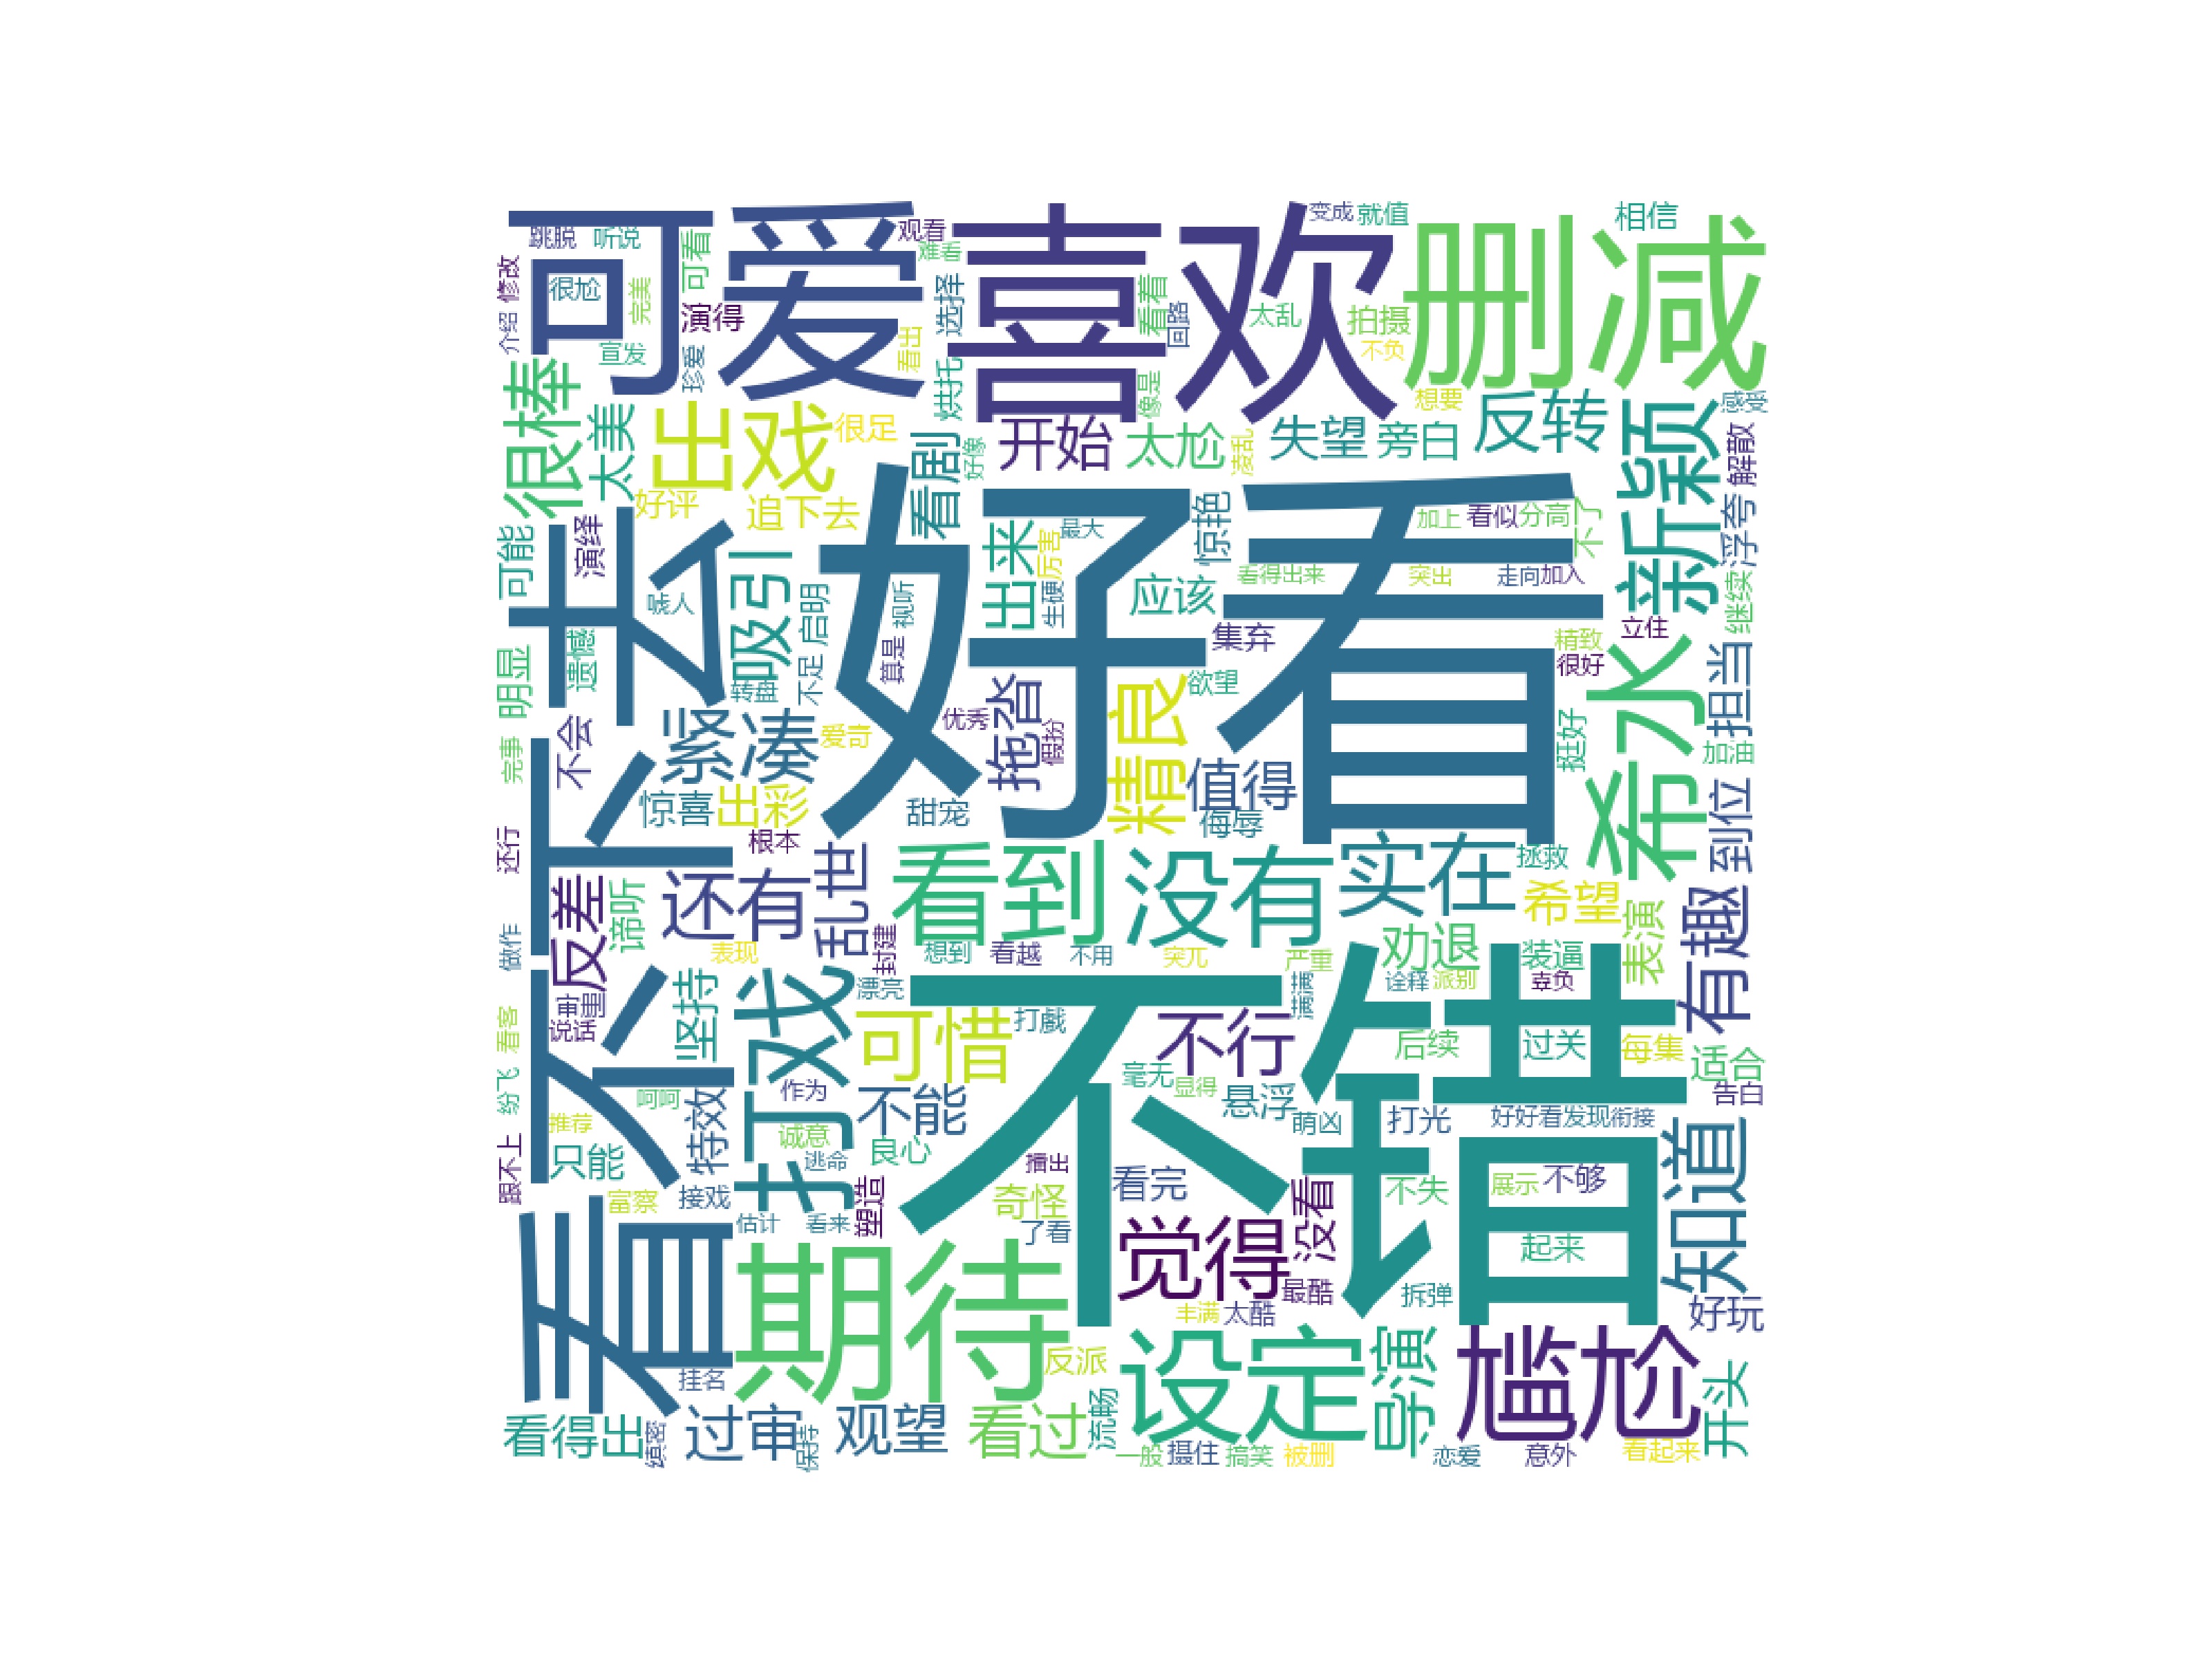 可爱
喜欢
删减
跳脱
听说
观看
难看
变成
就值
相信
修改
介绍
很尬
完美
可看
演得
宣发
珍爱
看出
选择
烘托
看着
像是
回路
太乱
拍摄
不负
很棒
太美
出戏
很足
好评
追下去
看剧
好像
开始
太尬
凌乱
失望
旁白
想要
反转
新颖
感受
解散
浮夸
继续
看不下去
好看
可能
演绎
唬人
吸引
启明
视听
出来
厉害
最大
生硬
惊艳
应该
加上
看似
分高
不了
看得出来
突出
走向
加入
集弃
精致
立住
很好
希水
担当
明显
遗憾
转盘
不足
算是
欲望
优秀
假扮
拖沓
精良
挺好
加油
完事
不会
紧凑
爱奇
惊喜
出彩
甜宠
值得
侮辱
到位
还行
根本
反差
谛听
还有
乱世
封建
看到
没有
实在
拯救
希望
有趣
表演
做作
表现
想到
看越
不用
突兀
严重
劝退
装逼
诠释
派别
辜负
满满
审删
说话
坚持
打戏
漂亮
可惜
打戲
不行
不错
后续
过关
每集
适合
看客
纷飞
呵呵
作为
不能
毫无
显得
悬浮
萌凶
打光
好好看
发现
衔接
告白
推荐
特效
诚意
良心
只能
逃命
擂出
看完
跟不上
富察
接戏
塑造
奇怪
没看
不失
展示
不够
知道
估计
看来
了看
觉得
起来
期待
最酷
拆弹
丰满
太酷
好玩
挂名
反派
设定
导演
尴尬
开头
看得出
缜密
过审
保持
观望
看过
流畅
一般
摄住
搞笑
被删
恋爱
意外
看起来